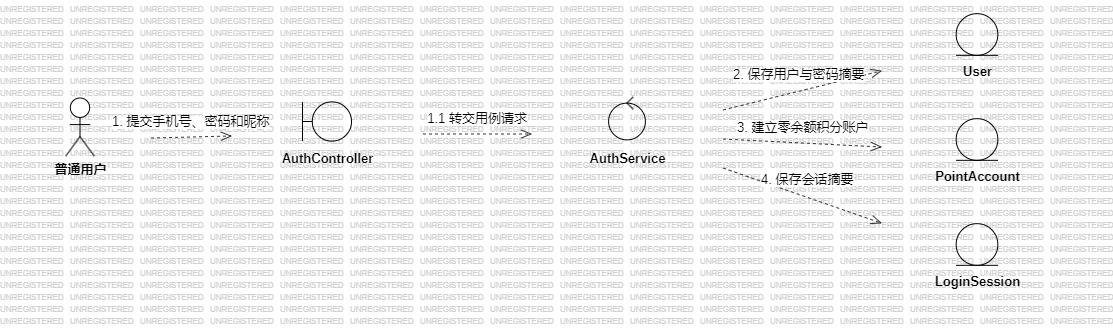 User
2. 保存用户与密码摘要
1. 提交手机号、密码和昵称
1.1 转交用例请求
3. 建立零余额积分账户
普通用户
AuthController
AuthService
PointAccount
4. 保存会话摘要
LoginSession
UNREGISTERED